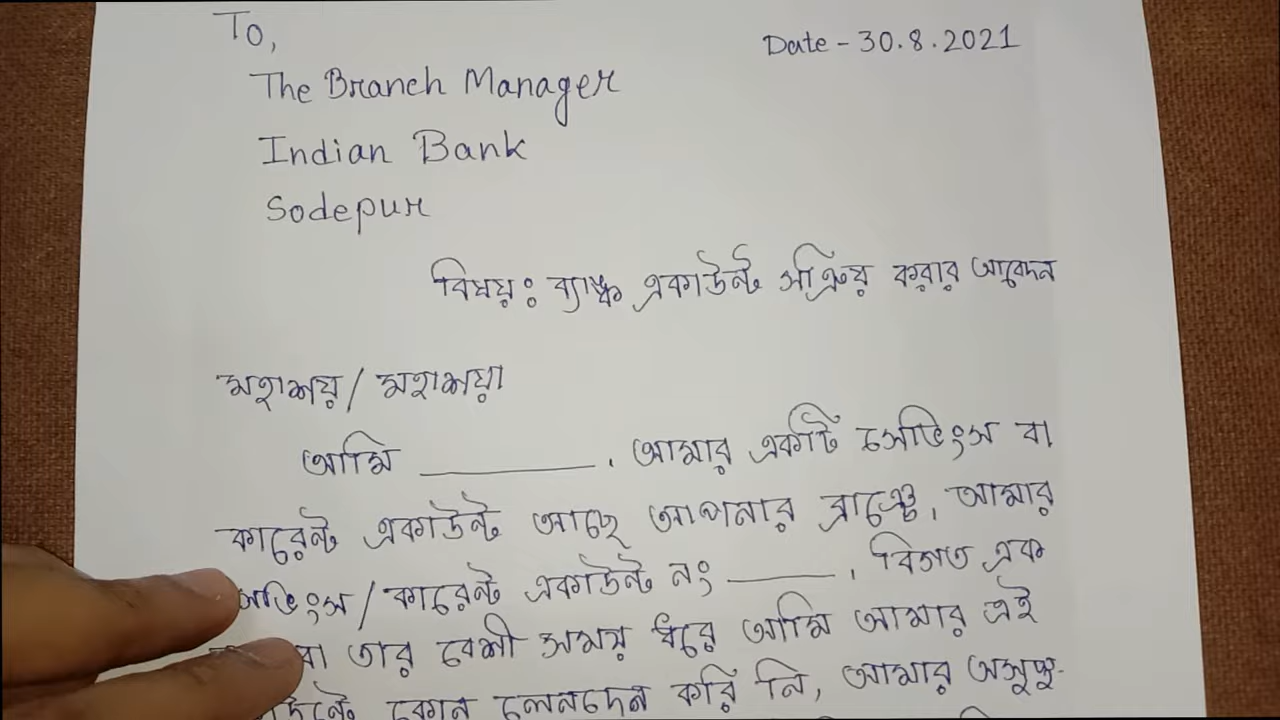 To,
Date - 30.8.2021
The Branch Manager
Indian Bank
Sodepur
বিষয়ঃ ব্যাঙ্ক একাউন্ট সক্রিয় করার আবেদন
মহাশয়/ মহাশয়া
আমি ________. আমার একটি সেভিংস বা
কারেন্ট একাউন্ট আছে আপনার ব্রাঞ্চে, আমার
সেভিংস/কারেন্ট একাউন্ট নং ______, বিগত এক
বা তার বেশী সময় ধরে আমি আমার এই
কোন লেনদেন করি নি, আমার